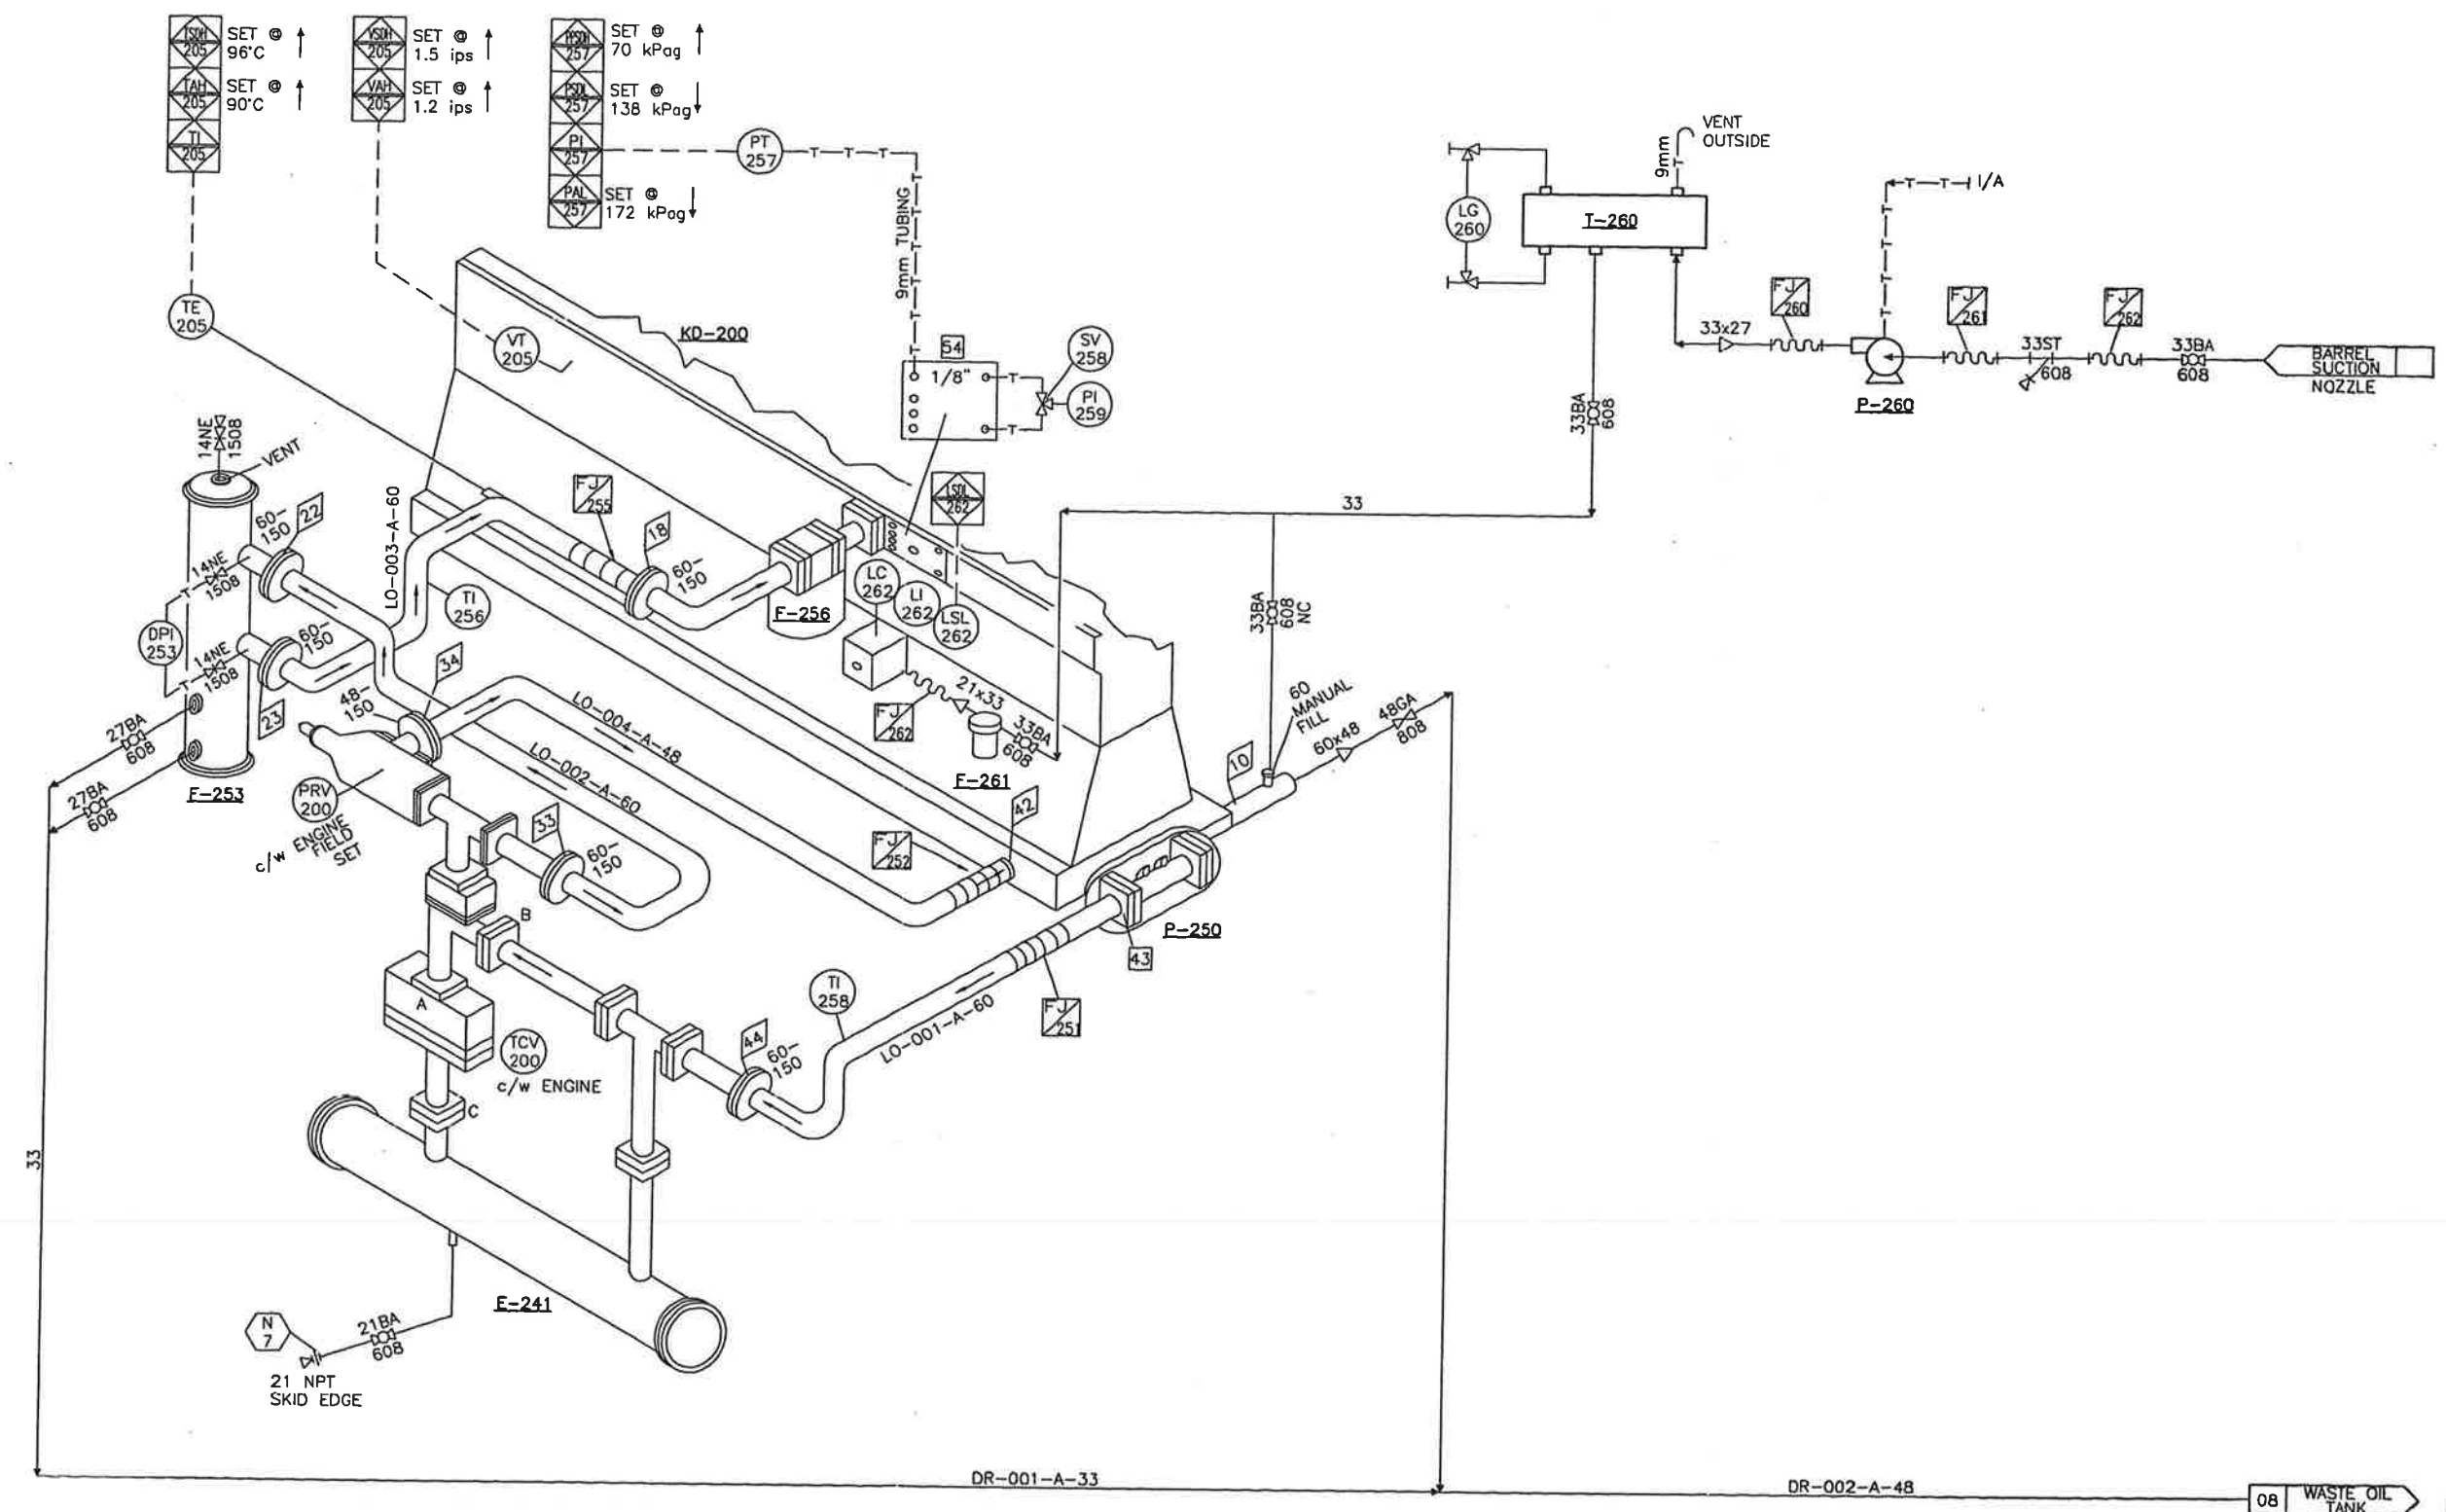 TSDH
205
SET @
96°C
TAH
205
SET @
90°C
TI
205
VSDH
205
SET @
1.5 ips
VAH
205
SET @
1.2 ips
PPSDH
257
SET @
70 kPag
PSDL
257
SET @
138 kPag
PI
257
PAL
257
SET @
172 kPag
PT
257
T T T
9mm TUBING
TE
205
VT
205
KD-200
54
1/8"
SV
258
PI
259
LG
260
T-260
9mm
VENT
OUTSIDE
I/A
33x27
FJ
260
FJ
261
33ST
608
FJ
262
33BA
608
BARREL
SUCTION
NOZZLE
P-260
33BA
608
33
14NE
1508
VENT
60-
150
22
14NE
1508
DPI
253
14NE
1508
60-
150
23
27BA
608
27BA
608
F-253
LO-003-A-60
TI
256
FJ
255
18
60-
150
F-256
LSDL
262
LC
262
LI
262
LSL
262
FJ
262
21x33
33BA
608
F-261
33BA
608
NC
60
MANUAL
FILL
10
60x48
48GA
808
34
48-
150
LO-004-A-48
LO-002-A-60
PRV
200
c/w ENGINE
FIELD
SET
33
60-
150
FJ
252
42
P-250
43
FJ
251
LO-001-A-60
TI
258
44
60-
150
B
A
TCV
200
c/w ENGINE
C
E-241
N
7
21BA
608
21 NPT
SKID EDGE
33
DR-001-A-33
DR-002-A-48
08
WASTE OIL
TANK